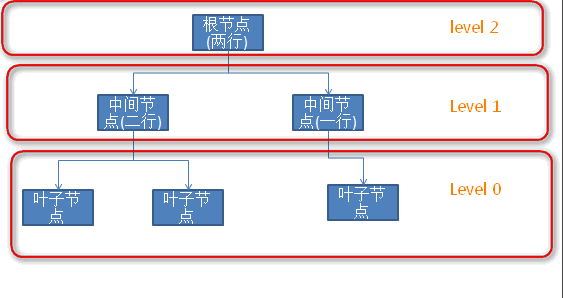 根节点
(两行)
level 2
中间节
点(二行)
中间节
点(一行)
Level 1
叶子节
点
叶子节
点
叶子节
点
Level 0